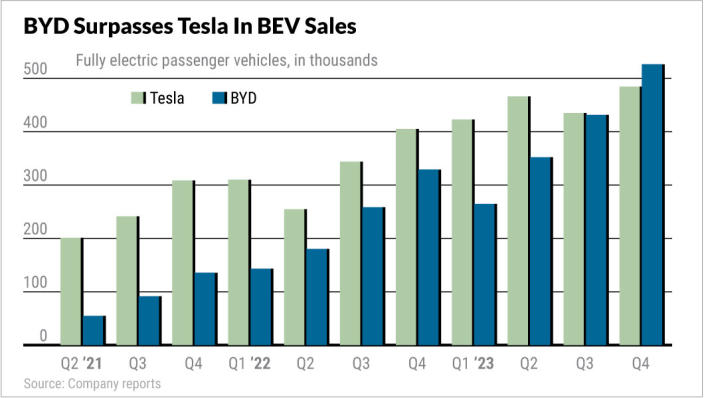 BYD Surpasses Tesla In BEV Sales
Fully electric passenger vehicles, in thousands
500
Tesla BYD
400
300
200
100
0
Q2 '21 Q3 Q4 Q1 '22 Q2 Q3 Q4 Q1 '23 Q2 Q3 Q4
Source: Company reports